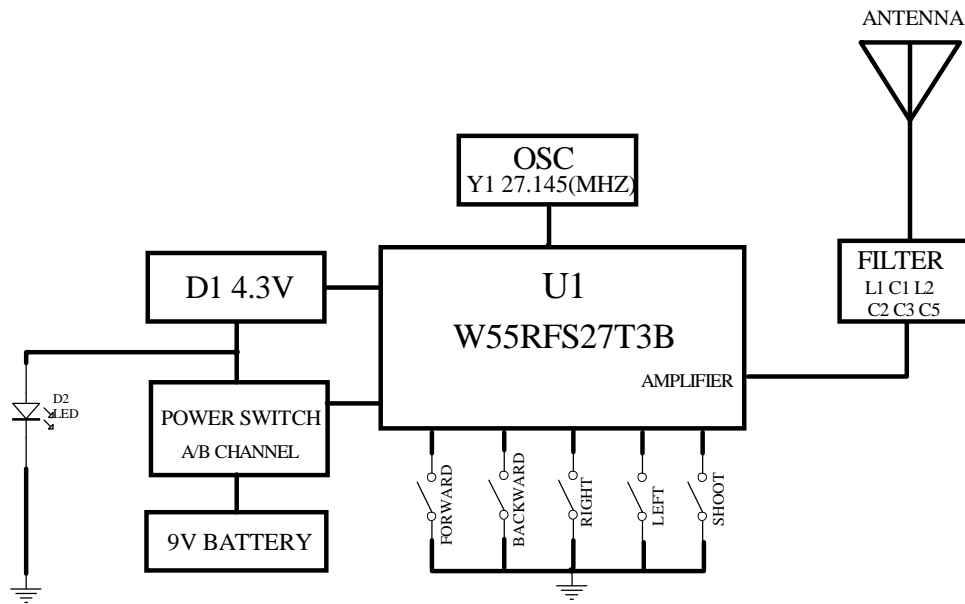 ANTENNA
OSC
Y1 27.145(MHZ)
FILTER
L1 C1 L2
C2 C3 C5
D1 4.3V
U1
W55RFS27T3B
AMPLIFIER
D2
LED
POWER SWITCH
A/B CHANNEL
9V BATTERY
FORWARD
BACKWARD
RIGHT
LEFT
SHOOT